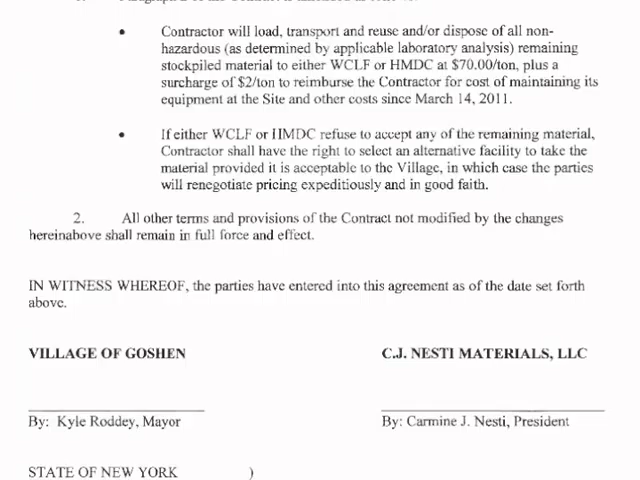 • Contractor will load, transport and reuse and/or dispose of all non-
hazardous (as determined by applicable laboratory analysis) remaining
stockpiled material to either WCLF or HMDC at $70.00/ton, plus a
surcharge of $2/ton to reimburse the Contractor for cost of maintaining its
equipment at the Site and other costs since March 14, 2011.
• If either WCLF or HMDC refuse to accept any of the remaining material,
Contractor shall have the right to select an alternative facility to take the
material provided it is acceptable to the Village, in which case the parties
will renegotiate pricing expeditiously and in good faith.
2. All other terms and provisions of the Contract not modified by the changes
hereinabove shall remain in full force and effect.
IN WITNESS WHEREOF, the parties have entered into this agreement as of the date set forth
above.
VILLAGE OF GOSHEN C.J. NESTI MATERIALS, LLC
By: Kyle Roddey, Mayor By: Carmine J. Nesti, President
STATE OF NEW YORK )